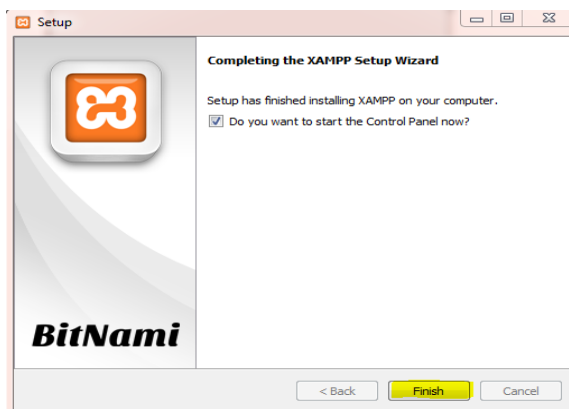 Setup
Completing the XAMPP Setup Wizard
Setup has finished installing XAMPP on your computer.
Do you want to start the Control Panel now?
BitNami
< Back
Finish
Cancel